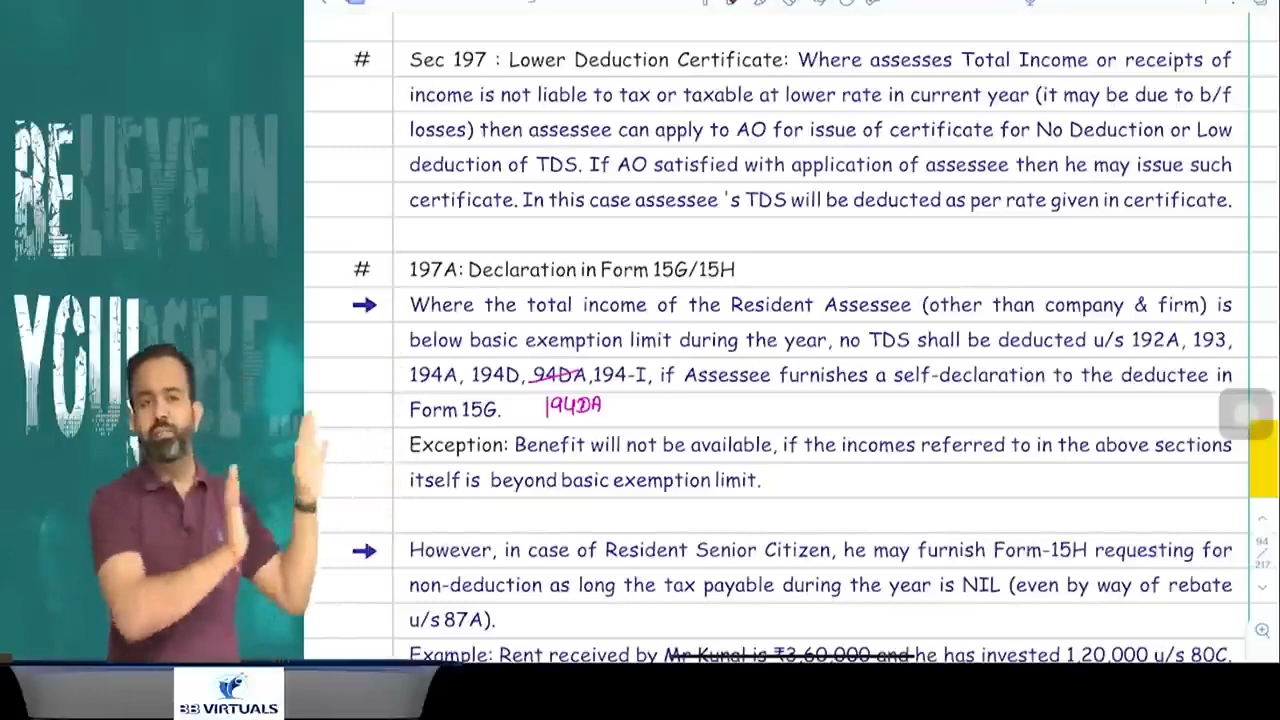 BELIEVE IN
YOURSELF
# Sec 197 : Lower Deduction Certificate: Where assesses Total Income or receipts of
income is not liable to tax or taxable at lower rate in current year (it may be due to b/f
losses) then assessee can apply to AO for issue of certificate for No Deduction or Low
deduction of TDS. If AO satisfied with application of assessee then he may issue such
certificate. In this case assessee 's TDS will be deducted as per rate given in certificate.
# 197A: Declaration in Form 15G/15H
→ Where the total income of the Resident Assessee (other than company & firm) is
below basic exemption limit during the year, no TDS shall be deducted u/s 192A, 193,
194A, 194D, 94DA,194-I, if Assessee furnishes a self-declaration to the deductee in
Form 15G. 194DA
Exception: Benefit will not be available, if the incomes referred to in the above sections
itself is beyond basic exemption limit.
→ However, in case of Resident Senior Citizen, he may furnish Form-15H requesting for
non-deduction as long the tax payable during the year is NIL (even by way of rebate
u/s 87A).
Example: Rent received by Mr Kunal is ₹3,60,000 and he has invested 1,20,000 u/s 80C.
94
/
217
BB VIRTUALS